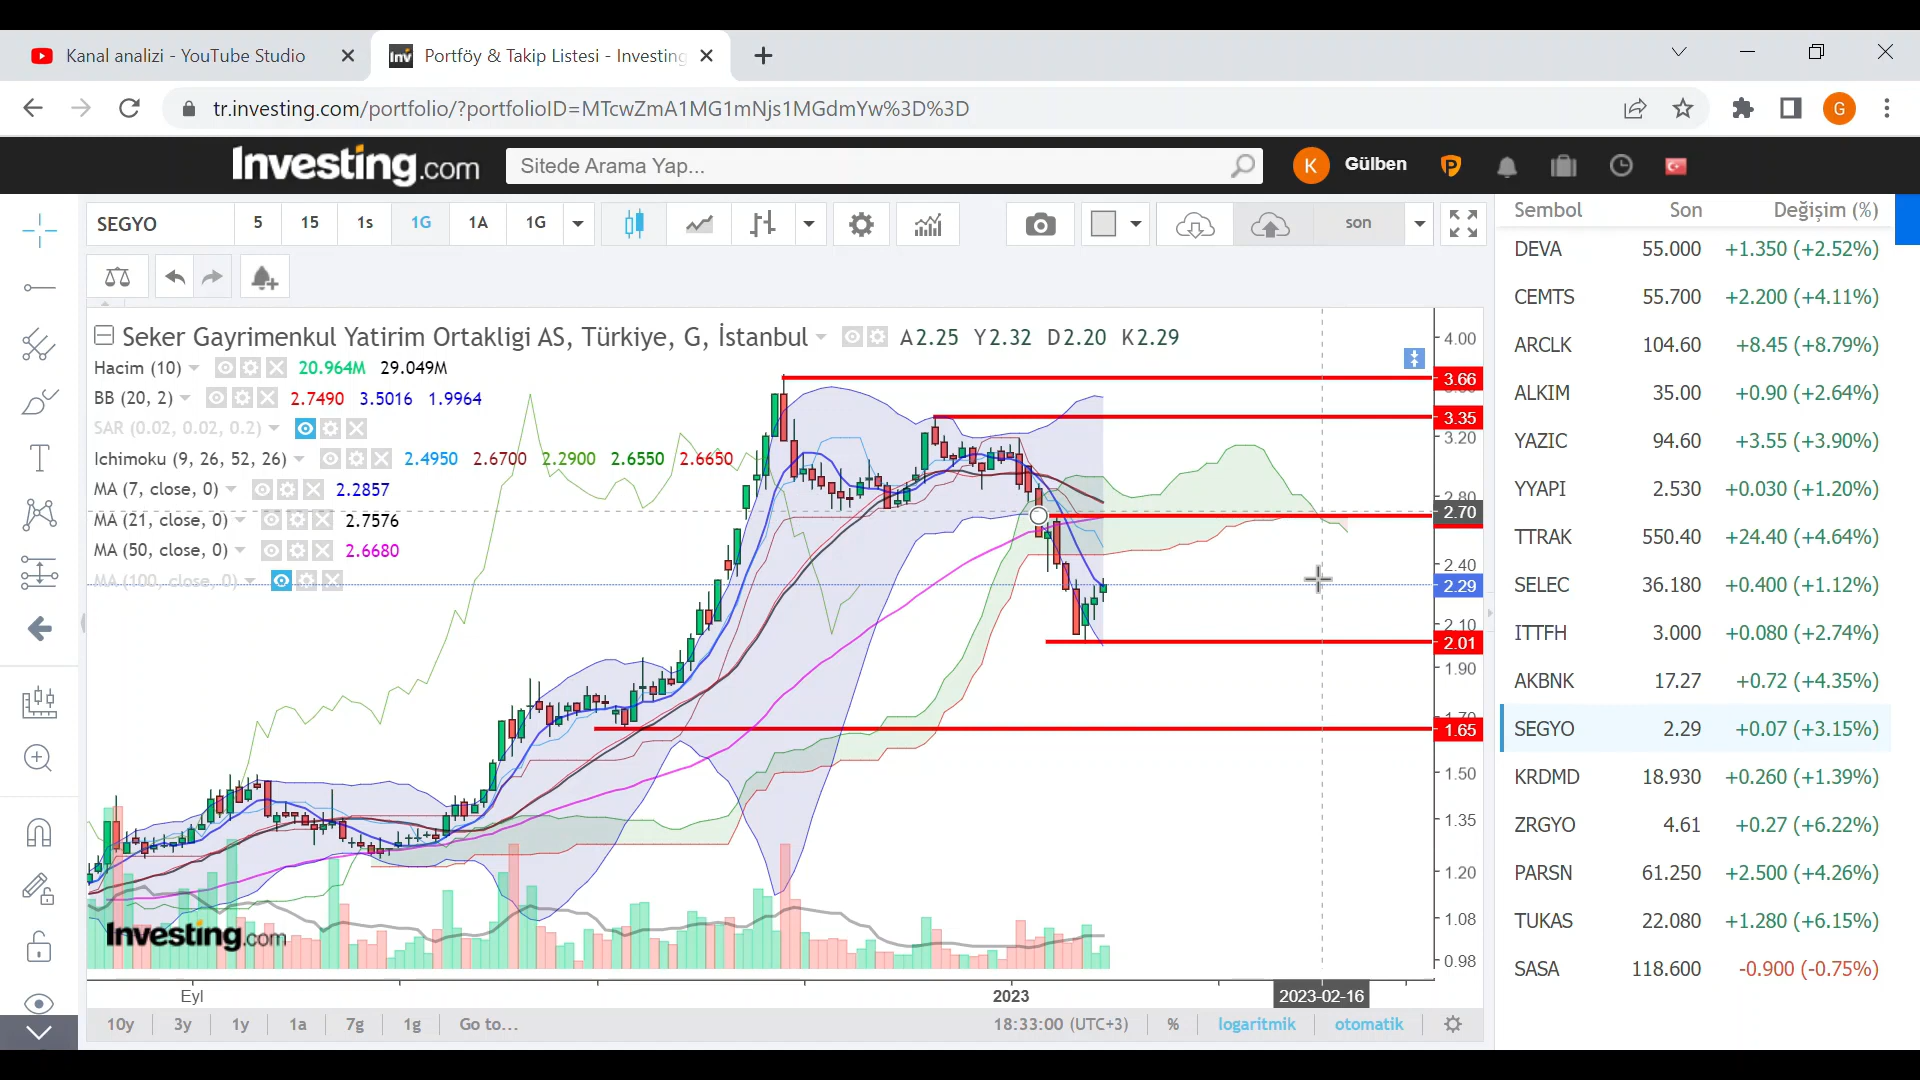 Kanal analizi - YouTube Studio
Portföy & Takip Listesi - Investing
tr.investing.com/portfolio/?portfolioID=MTcwZmA1MG1mNjs1MGdmYw%3D%3D
G
Investing.com
Sitede Arama Yap...
K
Gülben
P
SEGYO
5
15
1s
1G
1A
1G
son
Seker Gayrimenkul Yatirim Ortakligi AS, Türkiye, G, İstanbul
A2.25 Y2.32 D2.20 K2.29
Hacim (10) 20.964M 29.049M
BB (20, 2) 2.7490 3.5016 1.9964
SAR (0.02, 0.02, 0.2)
Ichimoku (9, 26, 52, 26) 2.4950 2.6700 2.2900 2.6550 2.6650
MA (7, close, 0) 2.2857
MA (21, close, 0) 2.7576
MA (50, close, 0) 2.6680
MA (100, close, 0)
4.00
3.66
3.35
3.20
2.80
2.70
2.40
2.29
2.10
2.01
1.90
1.70
1.65
1.50
1.35
1.20
1.08
0.98
Investing.com
Eyl
2023
2023-02-16
10y
3y
1y
1a
7g
1g
Go to...
18:33:00 (UTC+3)
%
logaritmik
otomatik
Sembol Son Değişim (%)
DEVA 55.000 +1.350 (+2.52%)
CEMTS 55.700 +2.200 (+4.11%)
ARCLK 104.60 +8.45 (+8.79%)
ALKIM 35.00 +0.90 (+2.64%)
YAZIC 94.60 +3.55 (+3.90%)
YYAPI 2.530 +0.030 (+1.20%)
TTRAK 550.40 +24.40 (+4.64%)
SELEC 36.180 +0.400 (+1.12%)
ITTFH 3.000 +0.080 (+2.74%)
AKBNK 17.27 +0.72 (+4.35%)
SEGYO 2.29 +0.07 (+3.15%)
KRDMD 18.930 +0.260 (+1.39%)
ZRGYO 4.61 +0.27 (+6.22%)
PARSN 61.250 +2.500 (+4.26%)
TUKAS 22.080 +1.280 (+6.15%)
SASA 118.600 -0.900 (-0.75%)